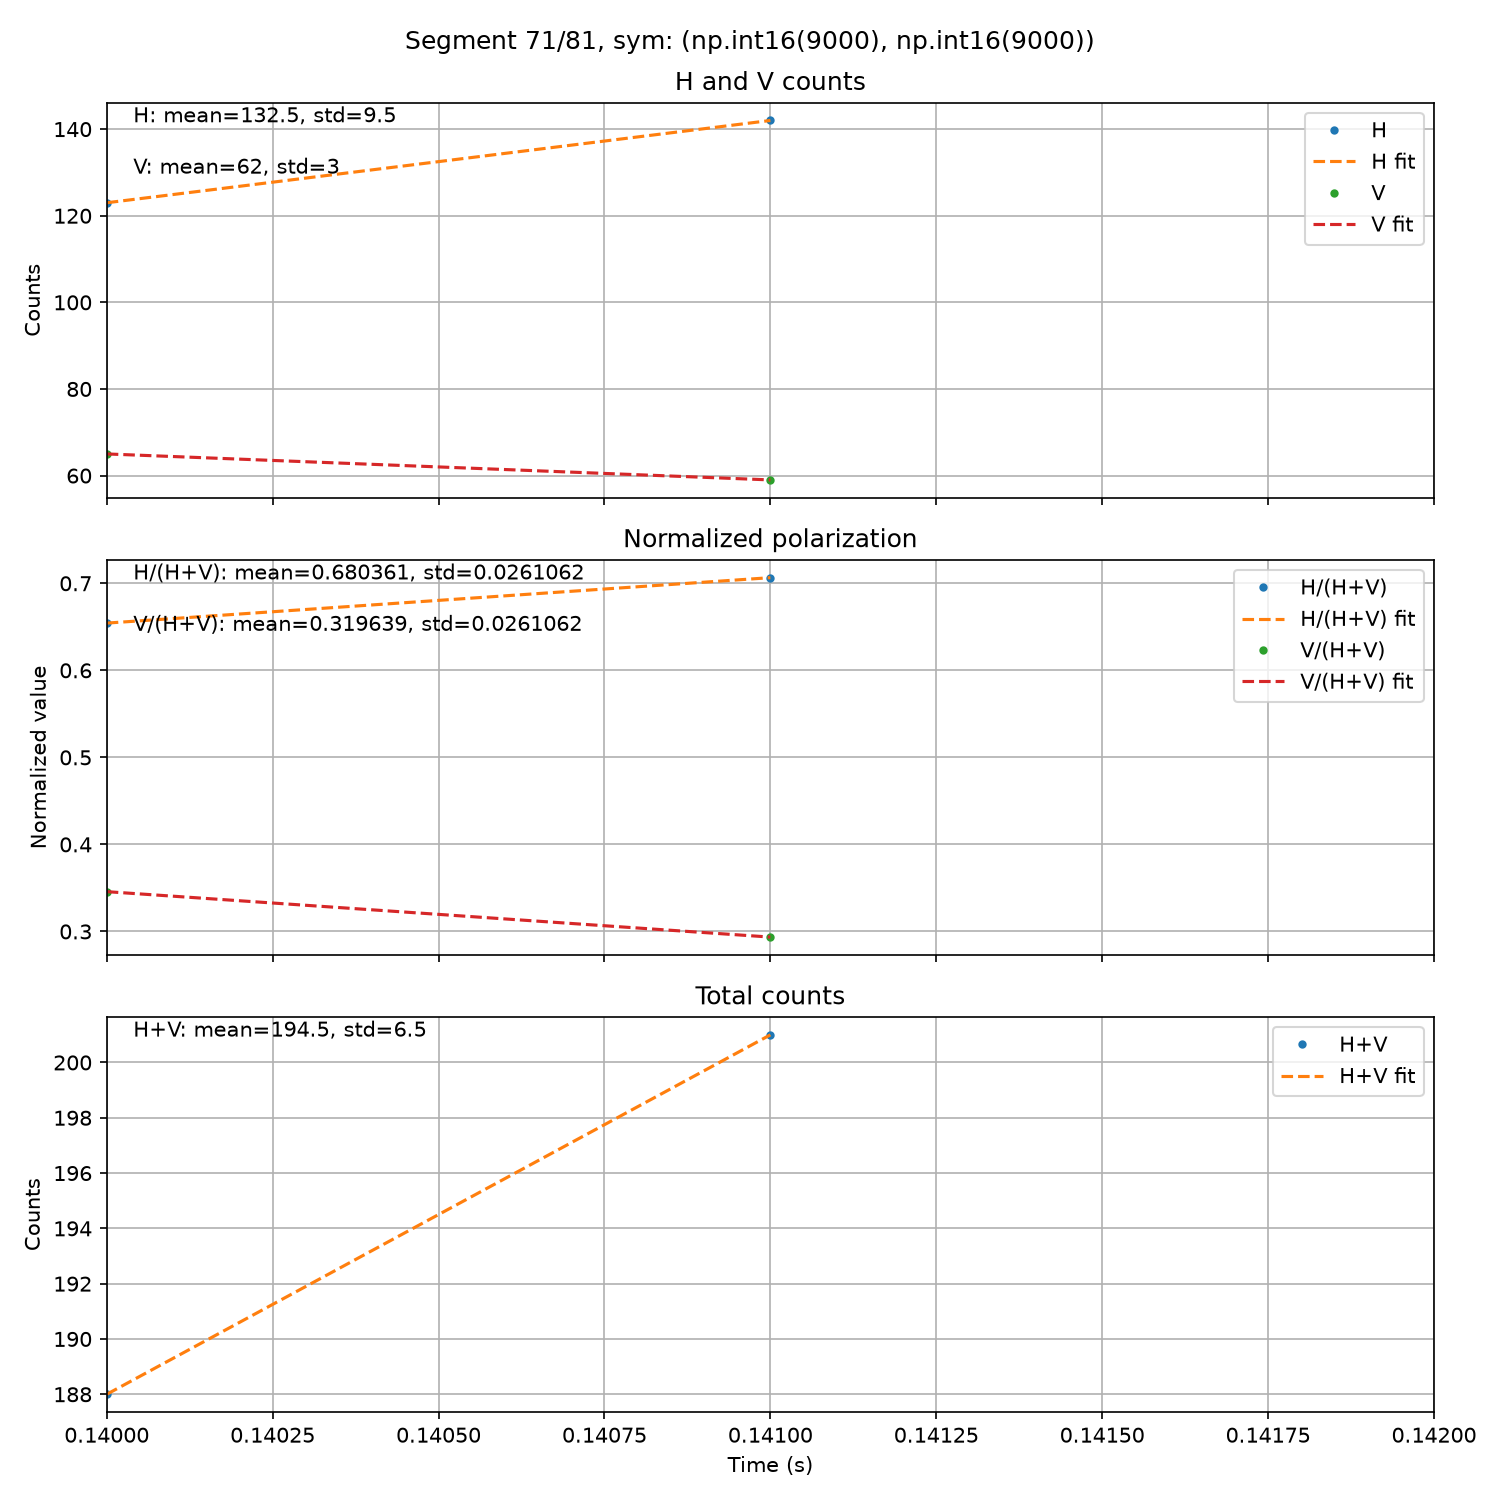 Segment 71/81, sym: (np.int16(9000), np.int16(9000))
H and V counts
H: mean=132.5, std=9.5
V: mean=62, std=3
H
H fit
V
V fit
140
120
100
80
60
Counts
Normalized polarization
H/(H+V): mean=0.680361, std=0.0261062
V/(H+V): mean=0.319639, std=0.0261062
H/(H+V)
H/(H+V) fit
V/(H+V)
V/(H+V) fit
0.7
0.6
0.5
0.4
0.3
Normalized value
Total counts
H+V: mean=194.5, std=6.5
H+V
H+V fit
200
198
196
194
192
190
188
Counts
0.14000 0.14025 0.14050 0.14075 0.14100 0.14125 0.14150 0.14175 0.14200
Time (s)